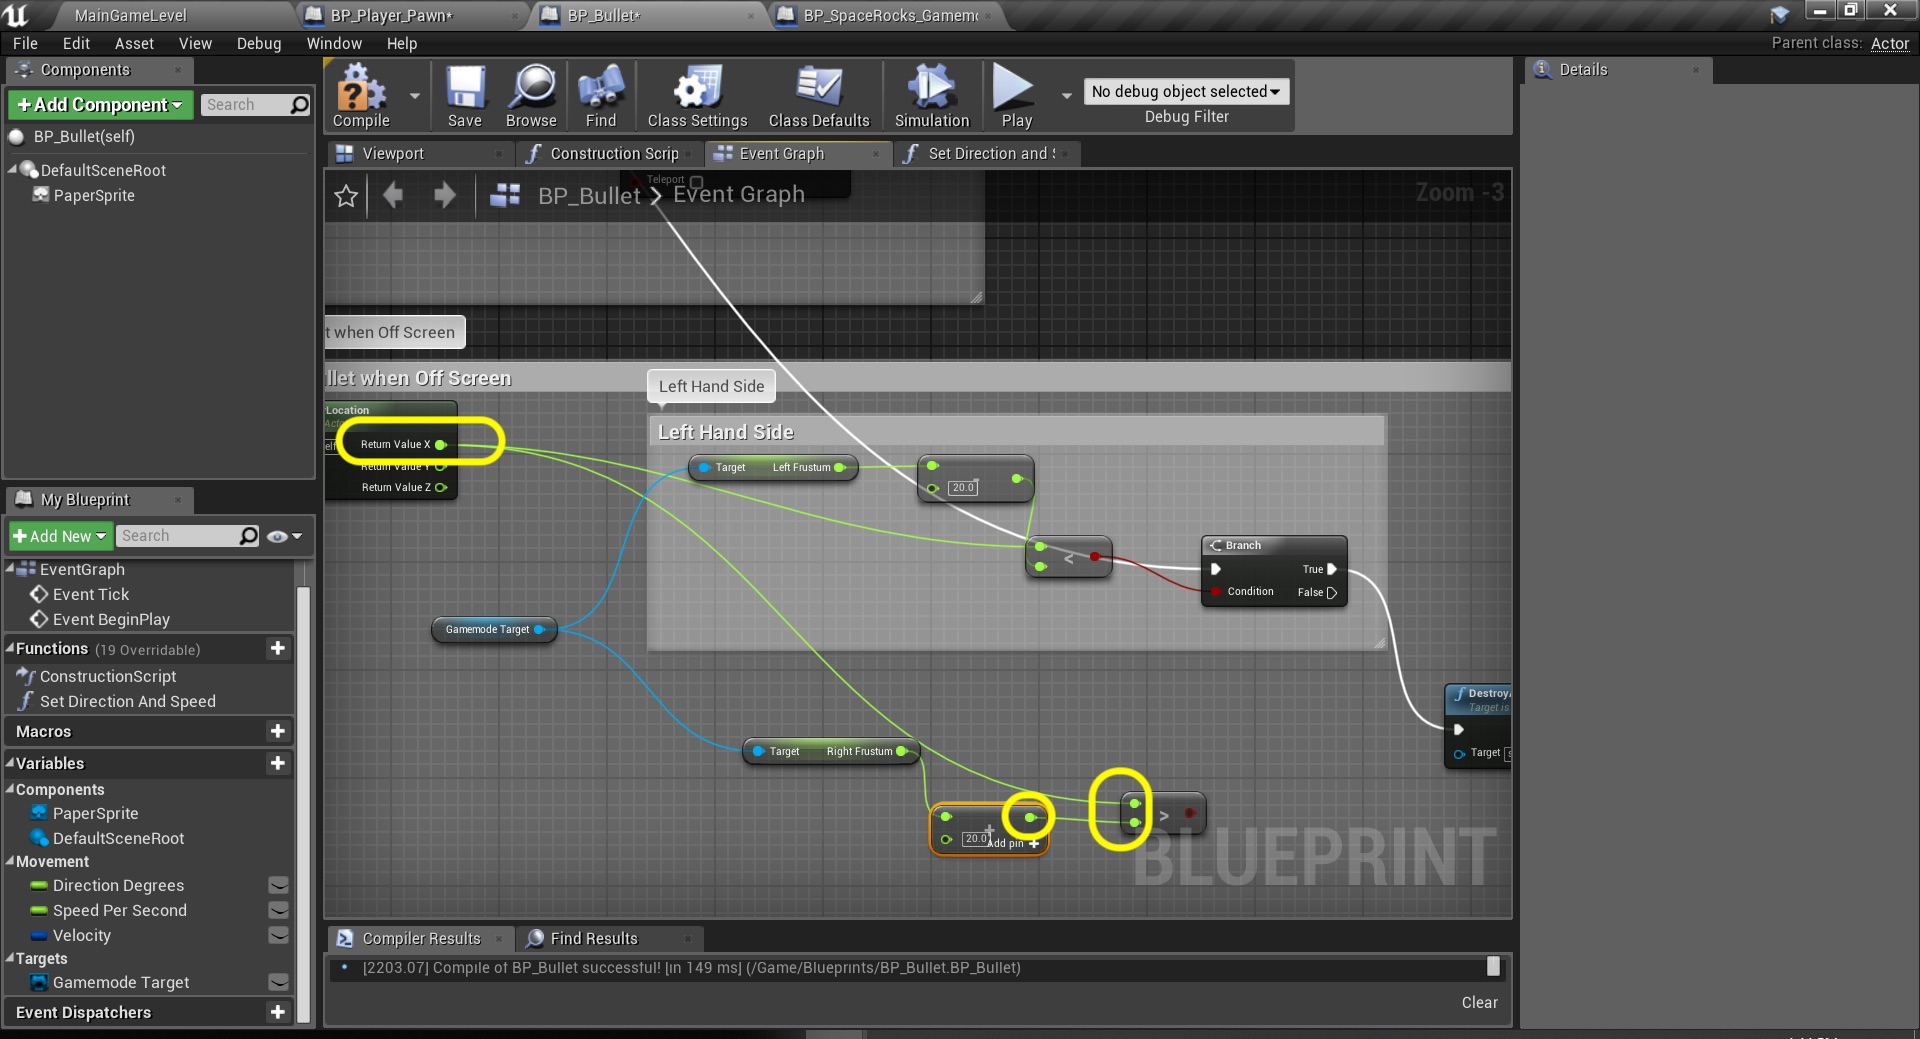 MainGameLevel
BP_Player_Pawn*
BP_Bullet*
BP_SpaceRocks_Gamem
File Edit Asset View Debug Window Help
Parent class: Actor
Components
Details
+Add Component
Search
Compile
Save
Browse
Find
Class Settings
Class Defaults
Simulation
Play
No debug object selected
Debug Filter
BP_Bullet(self)
DefaultSceneRoot
PaperSprite
Viewport
Construction Scrip
Event Graph
Set Direction and
Teleport
BP_Bullet > Event Graph
Zoom -3
t when Off Screen
llet when Off Screen
Left Hand Side
Left Hand Side
Location
Return Value X
Return Value Y
Return Value Z
Target Left Frustum
20.0
<
Branch
True
Condition False
Gamemode Target
Destroy
Target is
Target
Target Right Frustum
+
20.0
Add pin +
>
BLUEPRINT
My Blueprint
+Add New
Search
EventGraph
Event Tick
Event BeginPlay
Functions (19 Overridable)
ConstructionScript
Set Direction And Speed
Macros
Variables
Components
PaperSprite
DefaultSceneRoot
Movement
Direction Degrees
Speed Per Second
Velocity
Targets
Gamemode Target
Event Dispatchers
Compiler Results
Find Results
[2203.07] Compile of BP_Bullet successful! [in 149 ms] (/Game/Blueprints/BP_Bullet.BP_Bullet)
Clear